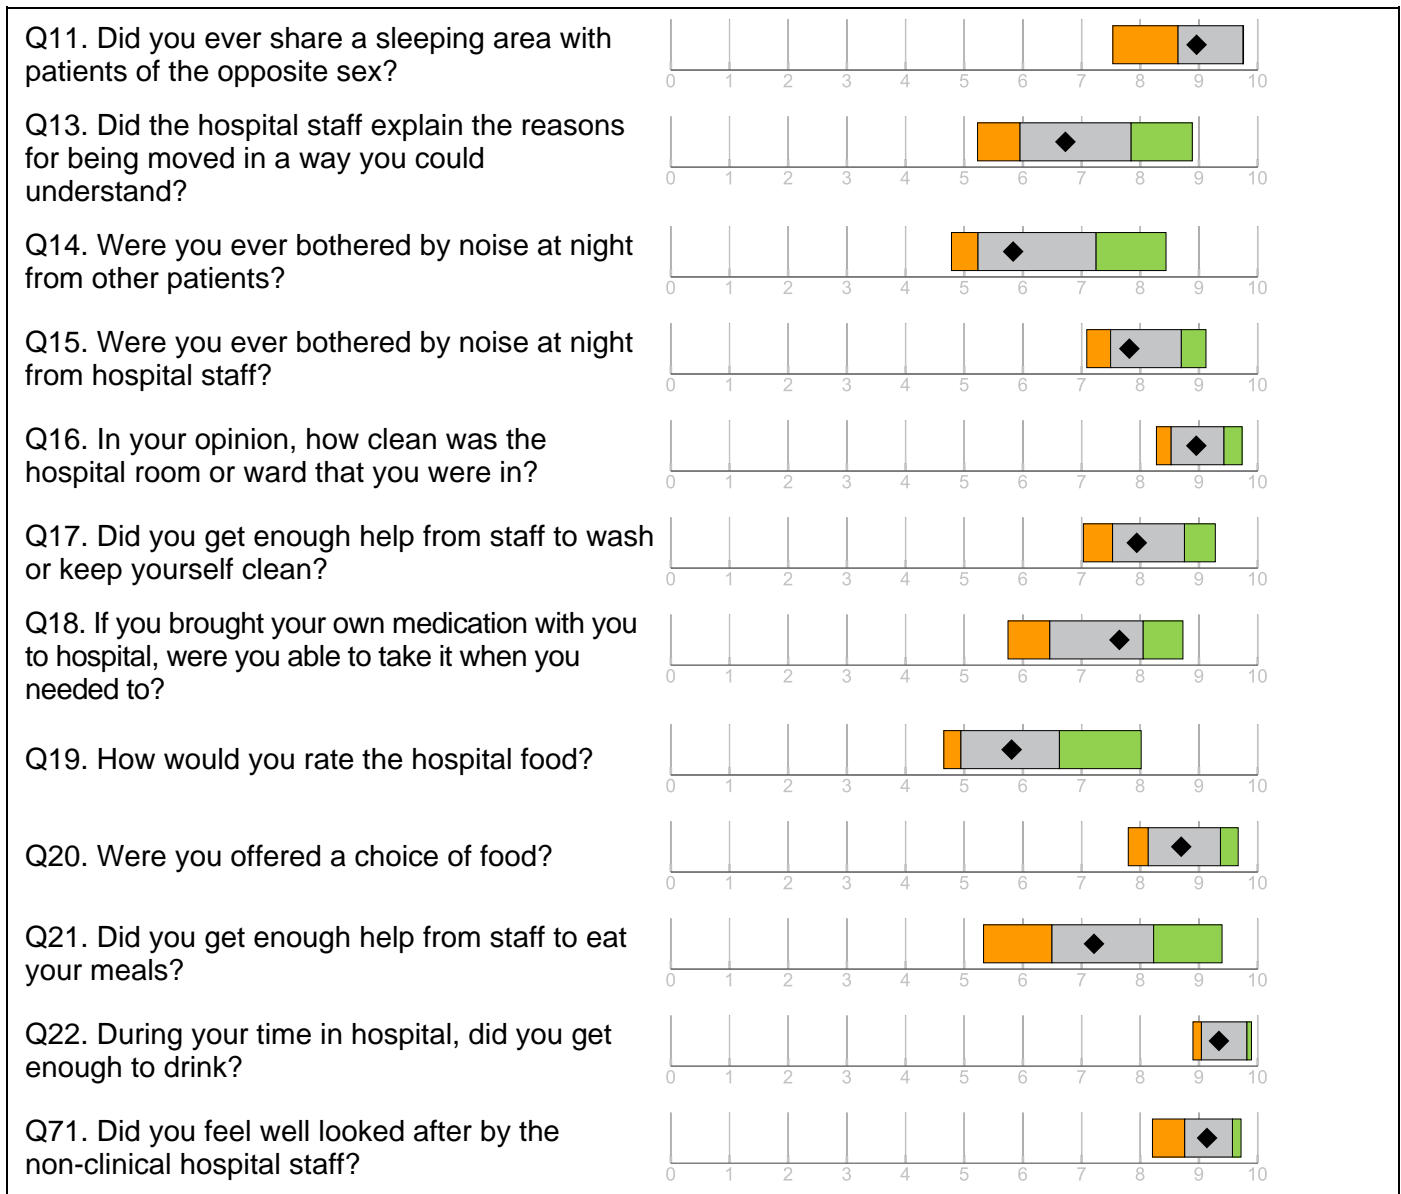 Q11. Did you ever share a sleeping area with
patients of the opposite sex?
0 1 2 3 4 5 6 7 8 9 10
Q13. Did the hospital staff explain the reasons
for being moved in a way you could
understand?
0 1 2 3 4 5 6 7 8 9 10
Q14. Were you ever bothered by noise at night
from other patients?
0 1 2 3 4 5 6 7 8 9 10
Q15. Were you ever bothered by noise at night
from hospital staff?
0 1 2 3 4 5 6 7 8 9 10
Q16. In your opinion, how clean was the
hospital room or ward that you were in?
0 1 2 3 4 5 6 7 8 9 10
Q17. Did you get enough help from staff to wash
or keep yourself clean?
0 1 2 3 4 5 6 7 8 9 10
Q18. If you brought your own medication with you
to hospital, were you able to take it when you
needed to?
0 1 2 3 4 5 6 7 8 9 10
Q19. How would you rate the hospital food?
0 1 2 3 4 5 6 7 8 9 10
Q20. Were you offered a choice of food?
0 1 2 3 4 5 6 7 8 9 10
Q21. Did you get enough help from staff to eat
your meals?
0 1 2 3 4 5 6 7 8 9 10
Q22. During your time in hospital, did you get
enough to drink?
0 1 2 3 4 5 6 7 8 9 10
Q71. Did you feel well looked after by the
non-clinical hospital staff?
0 1 2 3 4 5 6 7 8 9 10